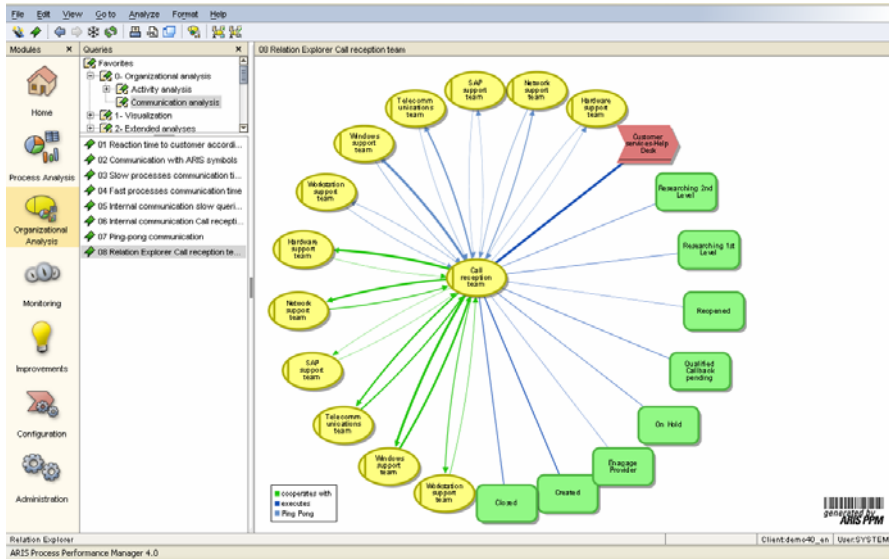 File Edit View Go to Analyze Format Help
Modules x Queries x 08 Relation Explorer Call reception team
Home
Process Analysis
Organizational
Analysis
Monitoring
Improvements
Configuration
Administration
Favorites
0- Organizational analysis
Activity analysis
Communication analysis
1- Visualization
2- Extended analyses
01 Reaction time to customer accordi...
02 Communication with ARIS symbols
03 Slow processes communication ti...
04 Fast processes communication time
05 Internal communication slow queri...
06 Internal communication Call recepti...
07 Ping-pong communication
08 Relation Explorer Call reception te...
SAP
support
team
Network
support
team
Telecomm
unications
team
Hardware
support
team
Windows
support
team
Customer
services-Help
Desk
Workstation
support
team
Researching 2nd
Level
Hardware
support
team
Call
reception
team
Researching 1st
Level
Network
support
team
Reopened
SAP
support
team
Qualified
Callback
pending
Telecomm
unications
team
On Hold
Windows
support
team
Enagage
Provider
Workstation
support
team
Closed
Created
cooperates with
executes
Ping Pong
generated by
ARIS PPM
Relation Explorer Client:demo40_en User:SYSTEM
ARIS Process Performance Manager 4.0